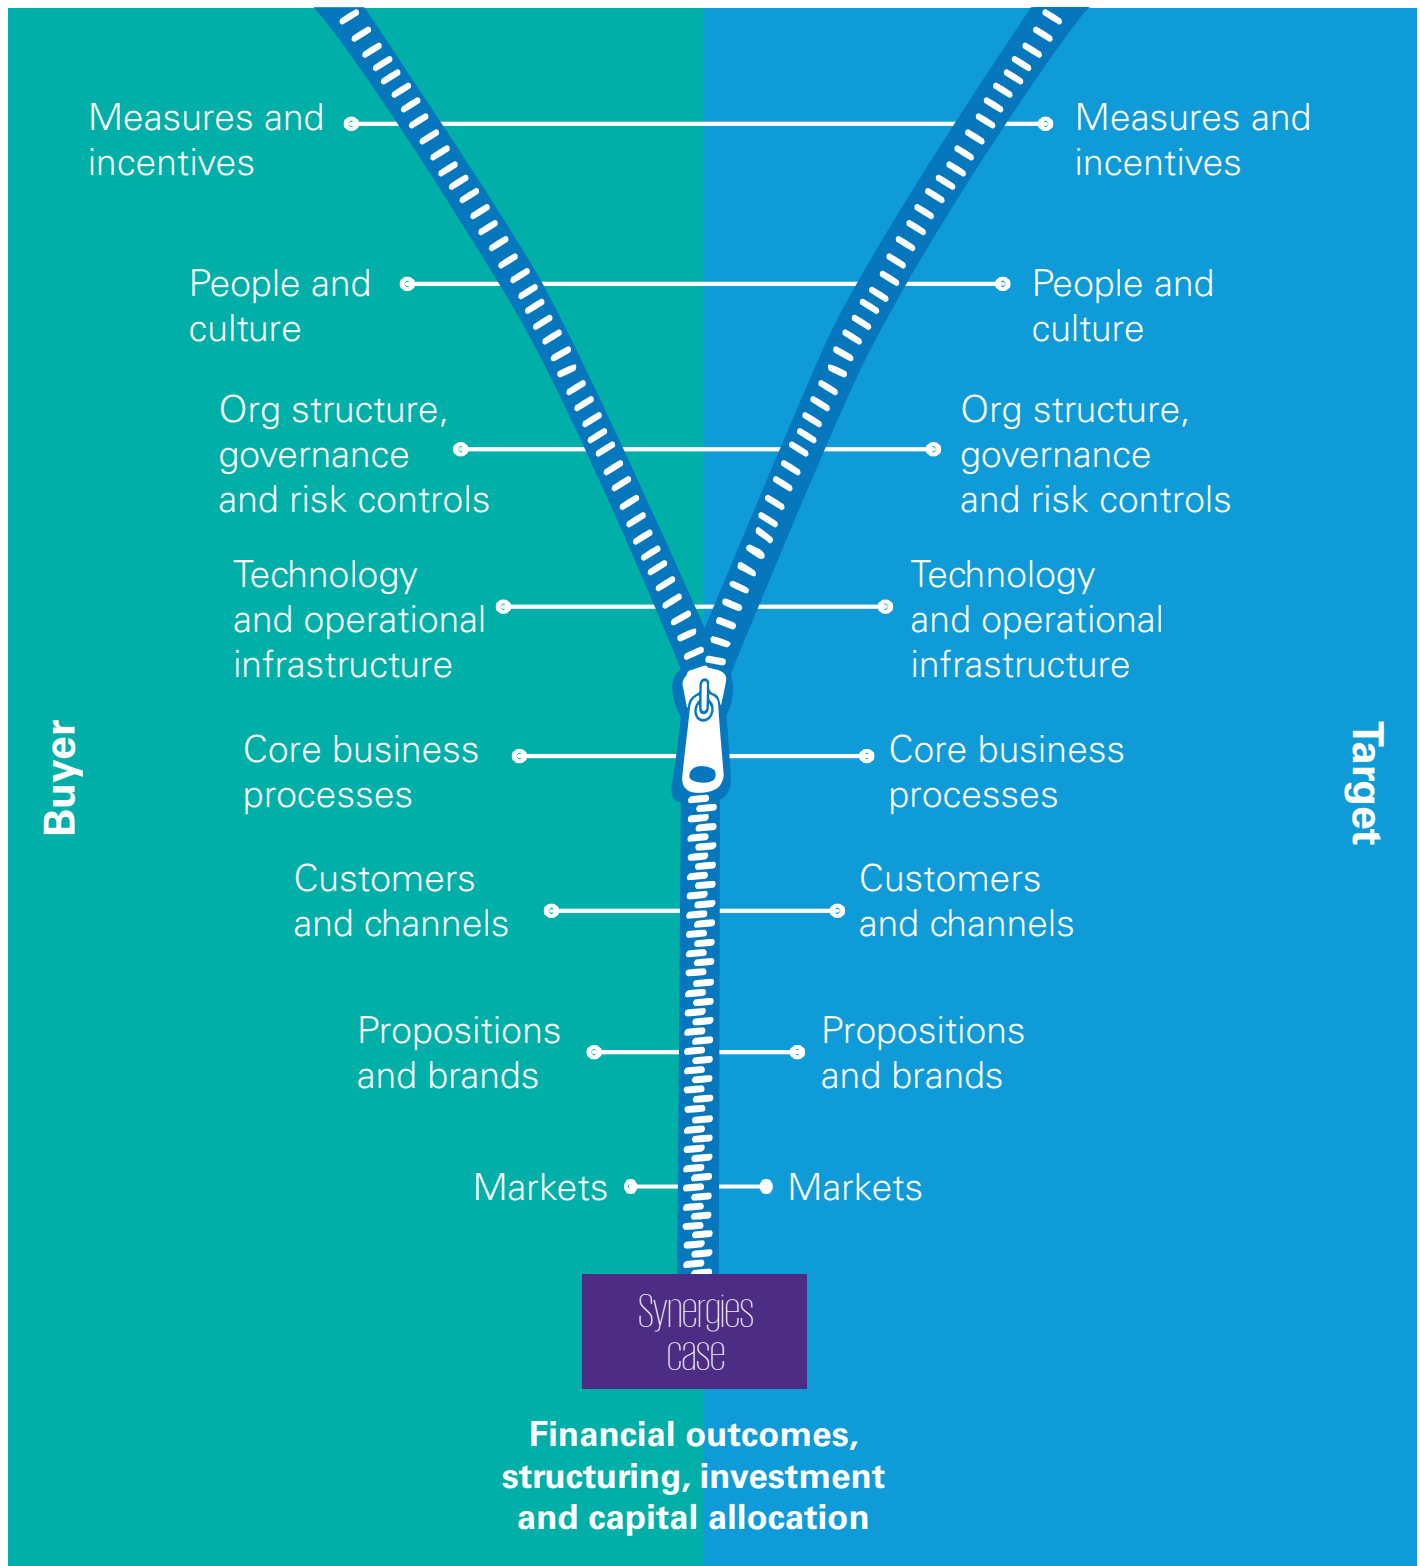 Measures and
incentives
Measures and
incentives
People and
culture
People and
culture
Org structure,
governance
and risk controls
Org structure,
governance
and risk controls
Technology
and operational
infrastructure
Technology
and operational
infrastructure
Buyer
Target
Core business
processes
Core business
processes
Customers
and channels
Customers
and channels
Propositions
and brands
Propositions
and brands
Markets
Markets
Synergies
case
Financial outcomes,
structuring, investment
and capital allocation